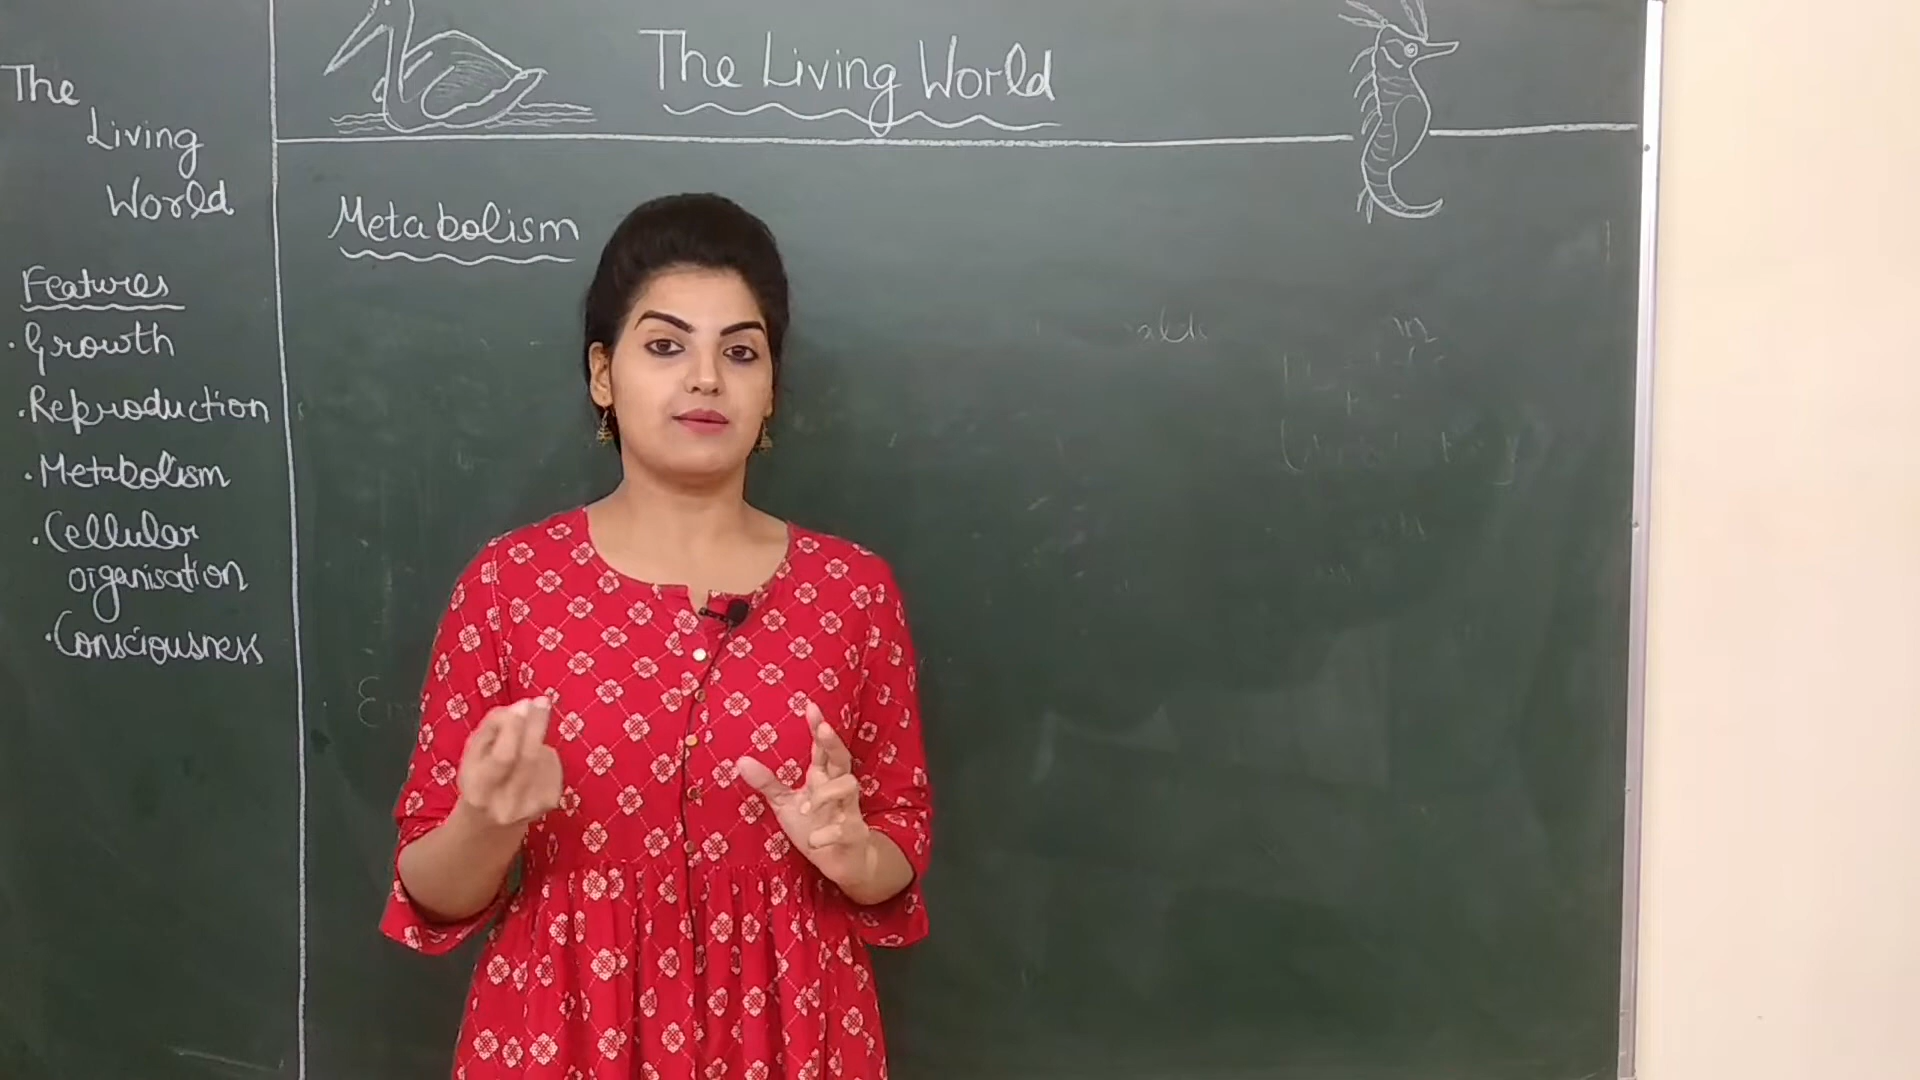 The
Living
World
Features
. Growth
. Reproduction
. Metabolism
. Cellular
organisation
. Consciousness
The Living World
Metabolism